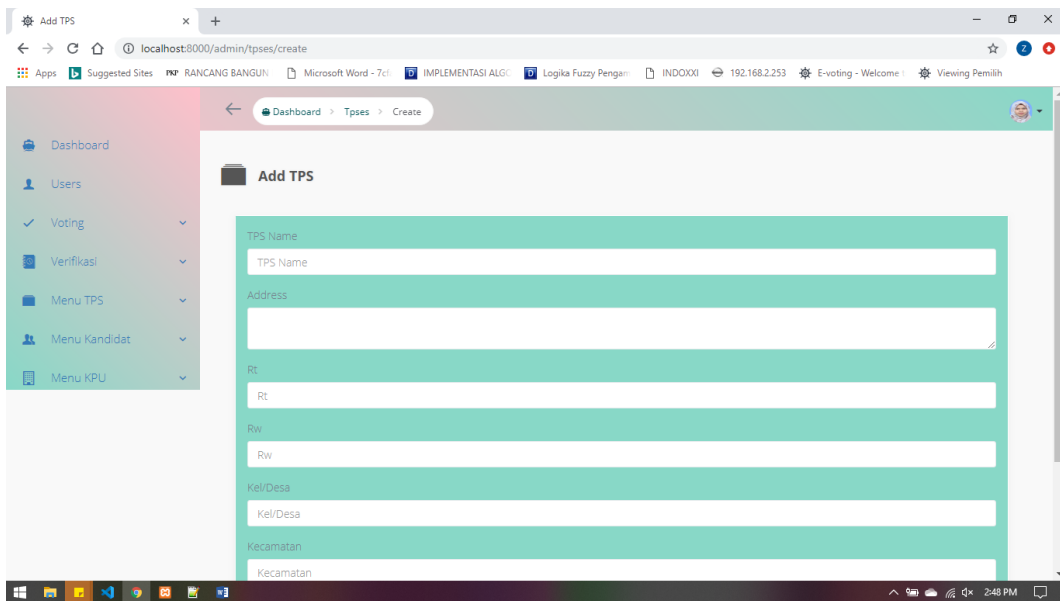 Add TPS
localhost:8000/admin/tpses/create
Z
Apps Suggested Sites PKP RANCANG BANGUN Microsoft Word - 7cf IMPLEMENTASI ALGO Logika Fuzzy Pengam INDOXXI 192.168.2.253 E-voting - Welcome Viewing Pemilih
Dashboard > Tpses > Create
Dashboard
Users
Voting
Verifikasi
Menu TPS
Menu Kandidat
Menu KPU
Add TPS
TPS Name
TPS Name
Address
Rt
Rt
Rw
Rw
Kel/Desa
Kel/Desa
Kecamatan
Kecamatan
2:48 PM